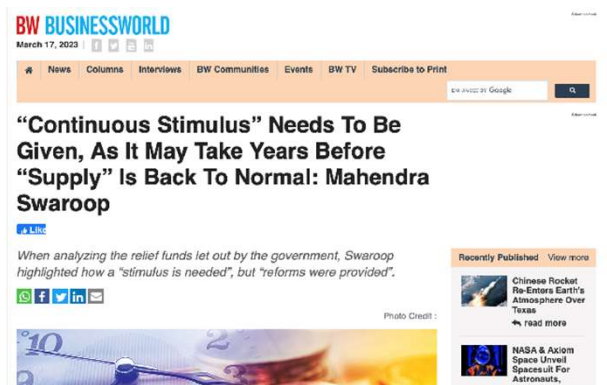 BW BUSINESSWORLD
March 17, 2023
News Columns Interviews BW Communities Events BW TV Subscribe to Print
ENHANCED BY Google
“Continuous Stimulus” Needs To Be
Given, As It May Take Years Before
“Supply” Is Back To Normal: Mahendra
Swaroop
Like
When analyzing the relief funds let out by the government, Swaroop
highlighted how a “stimulus is needed”, but “reforms were provided”.
Photo Credit :
10
2
Recently Published View more
Chinese Rocket
Re-Enters Earth's
Atmosphere Over
Texas
read more
NASA & Axiom
Space Unveil
Spacesuit For
Astronauts,